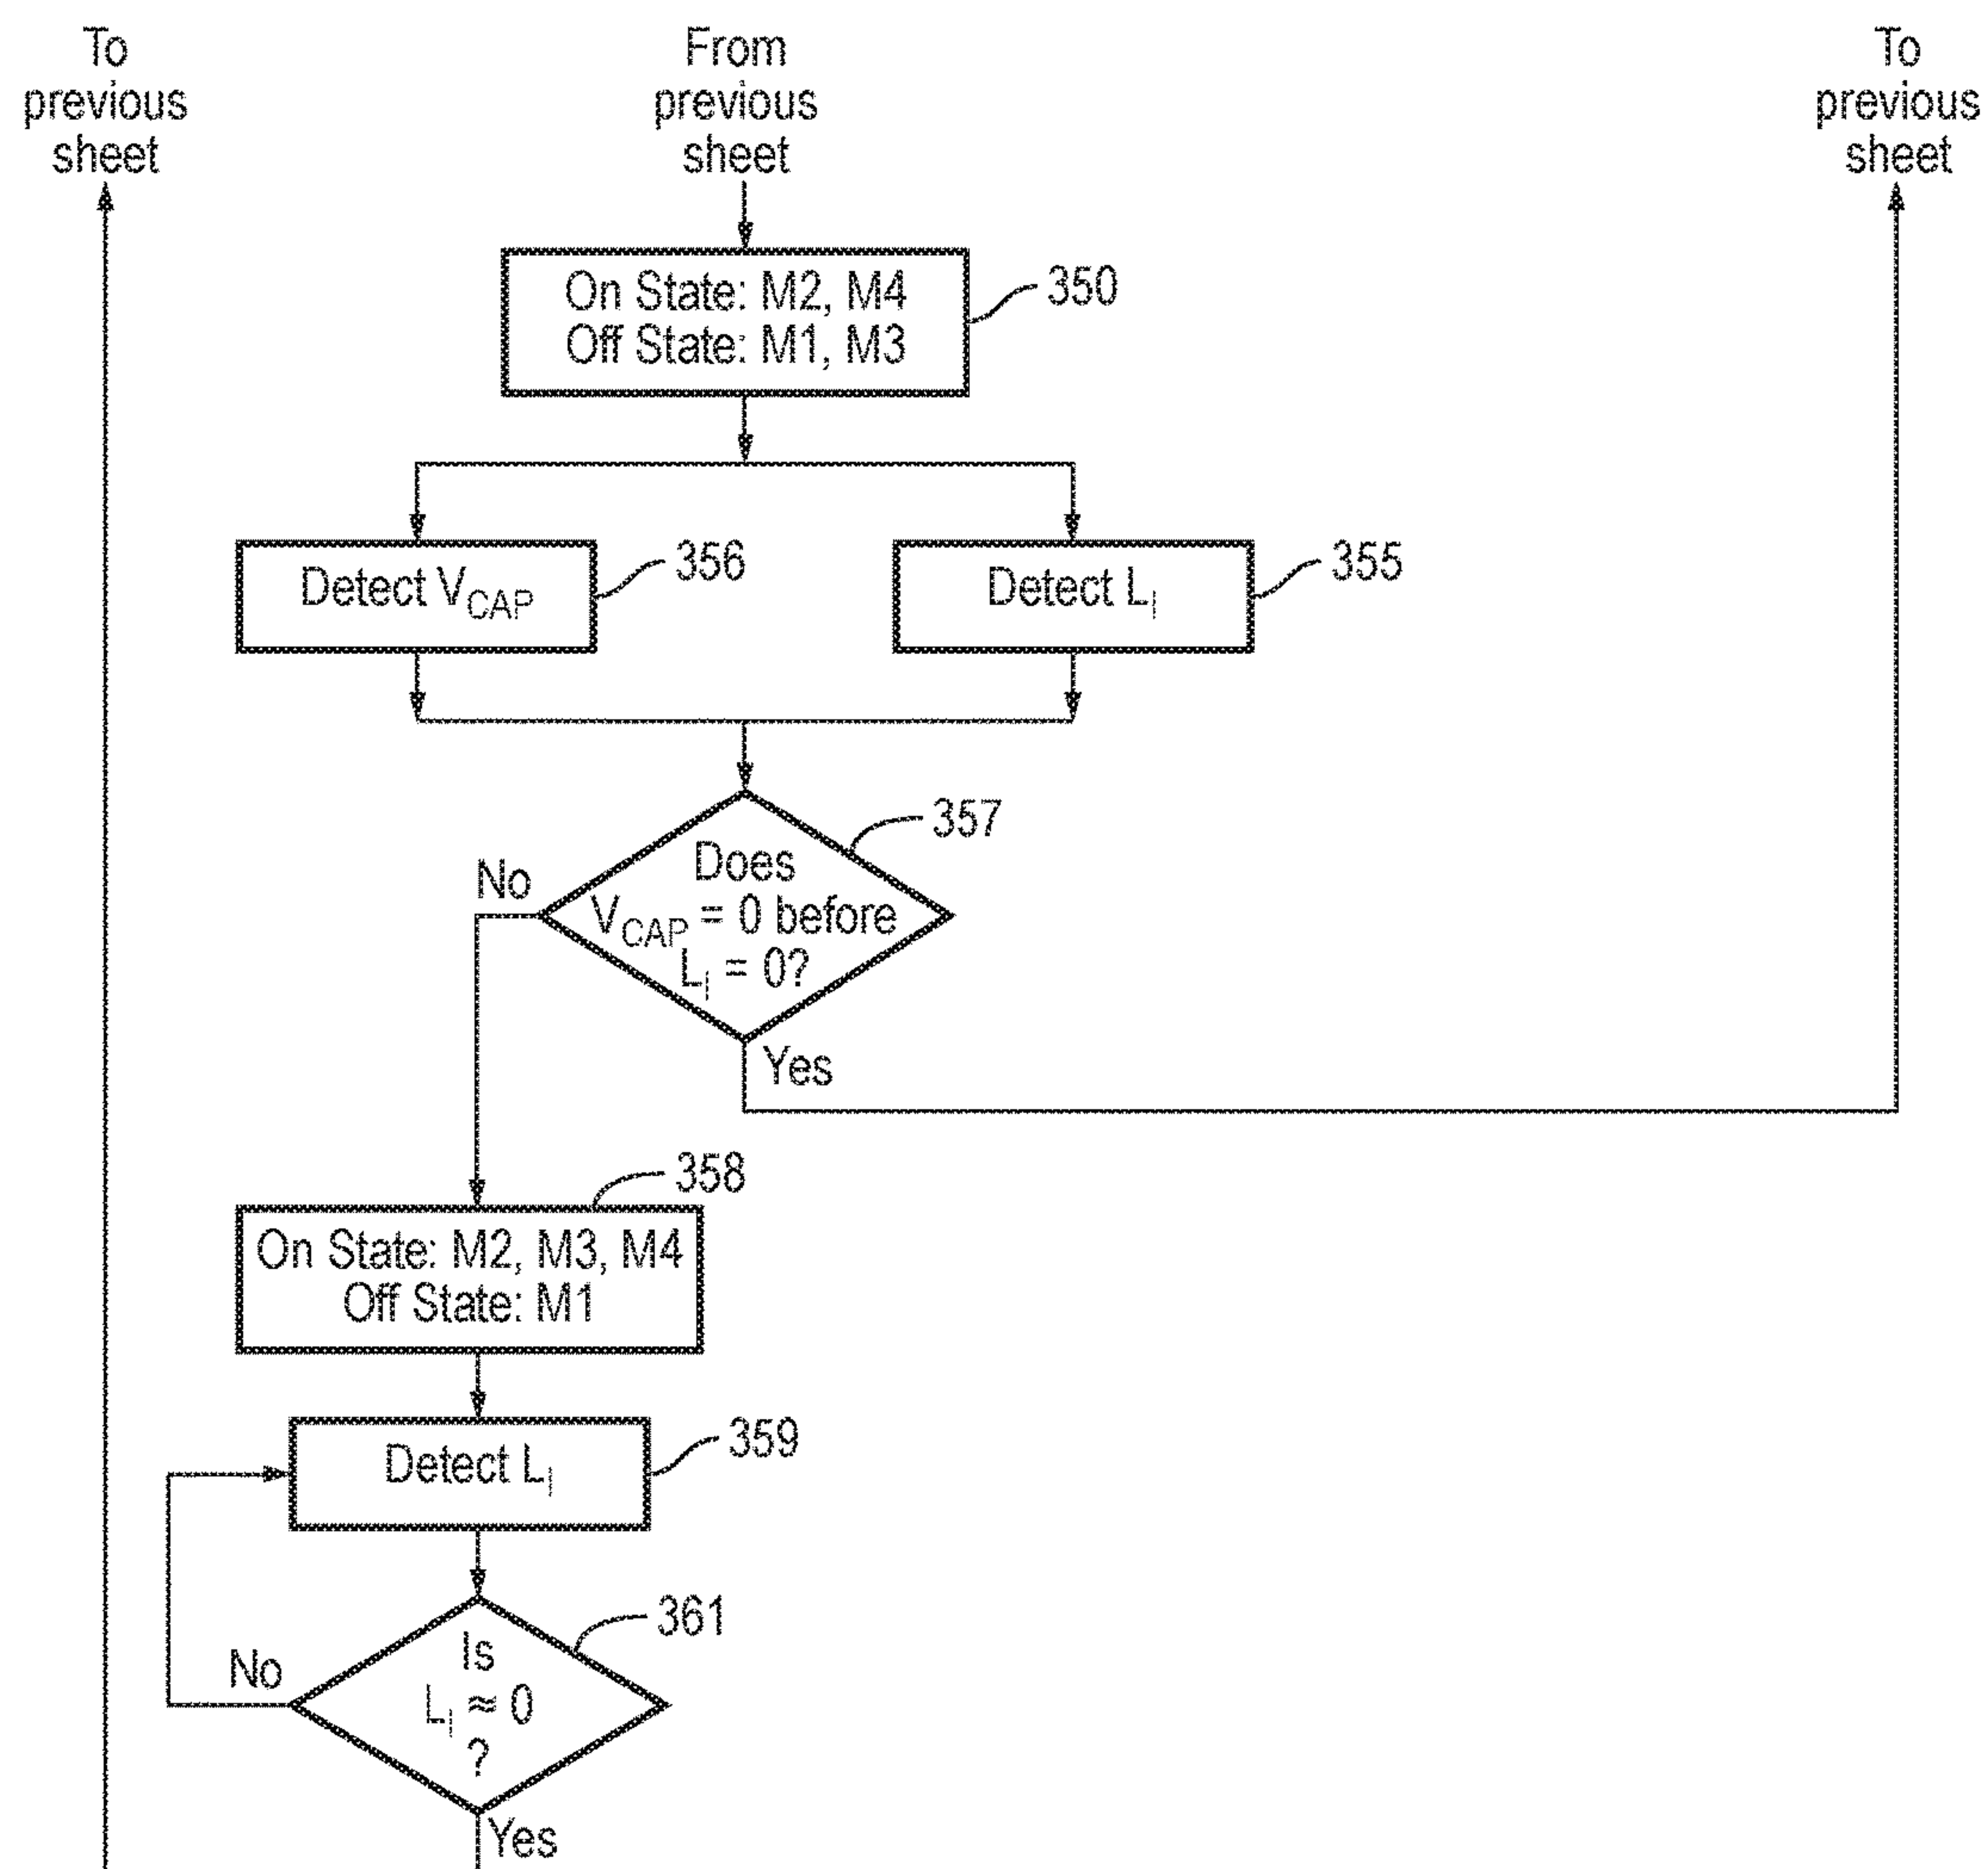 To
previous
sheet
From
previous
sheet
To
previous
sheet
On State: M2, M4
Off State: M1, M3
350
Detect V_CAP
356
Detect L_I
355
357
Does
V_CAP = 0 before
L_I = 0?
No
Yes
358
On State: M2, M3, M4
Off State: M1
Detect L_I
359
361
Is
L_I ≈ 0
?
No
Yes